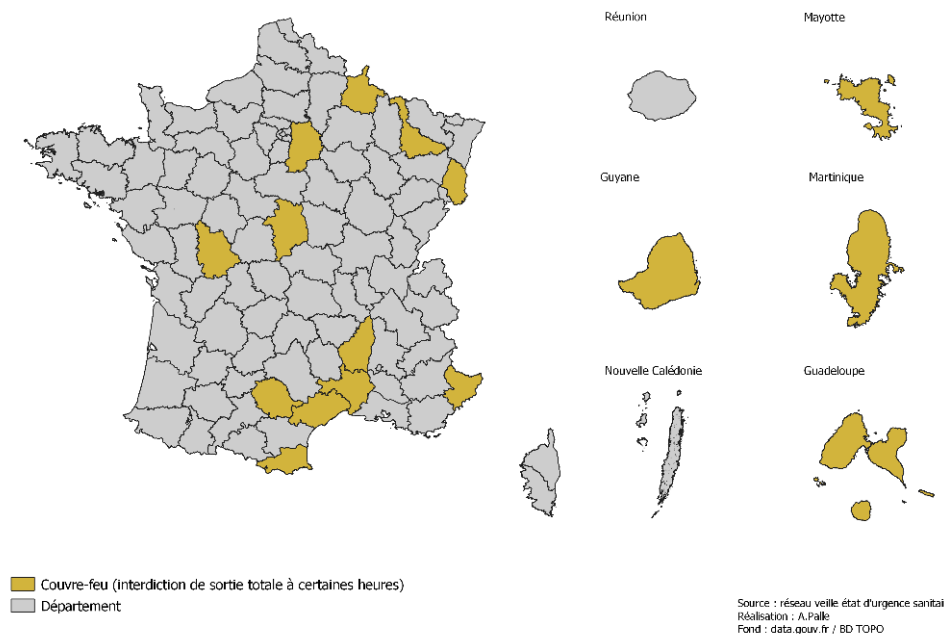 Réunion
Mayotte
Guyane
Martinique
Nouvelle Calédonie
Guadeloupe
Couvre-feu (interdiction de sortie totale à certaines heures)
Département
Source : réseau veille état d'urgence sanitai
Réalisation : A.Palle
Fond : data.gouv.fr / BD TOPO